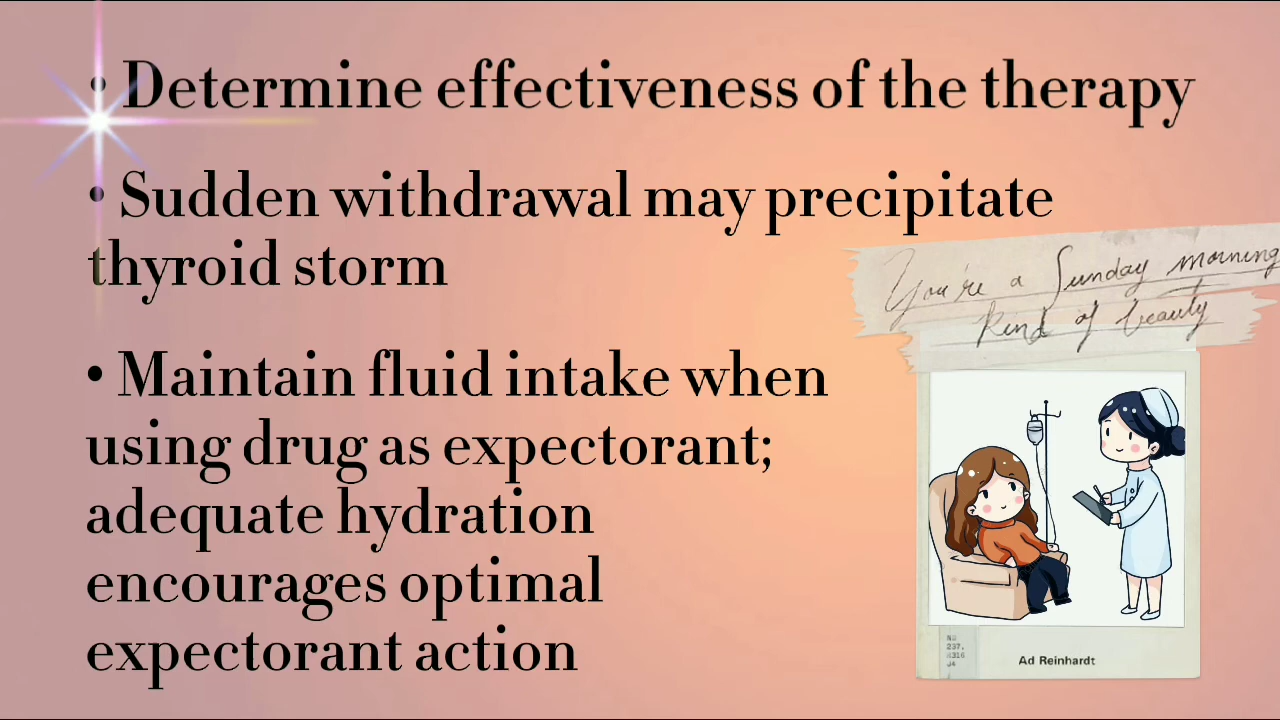 • Determine effectiveness of the therapy
• Sudden withdrawal may precipitate
thyroid storm
You're a Sunday morning
kind of beauty
• Maintain fluid intake when
using drug as expectorant;
adequate hydration
encourages optimal
expectorant action
237.
Ad Reinhardt